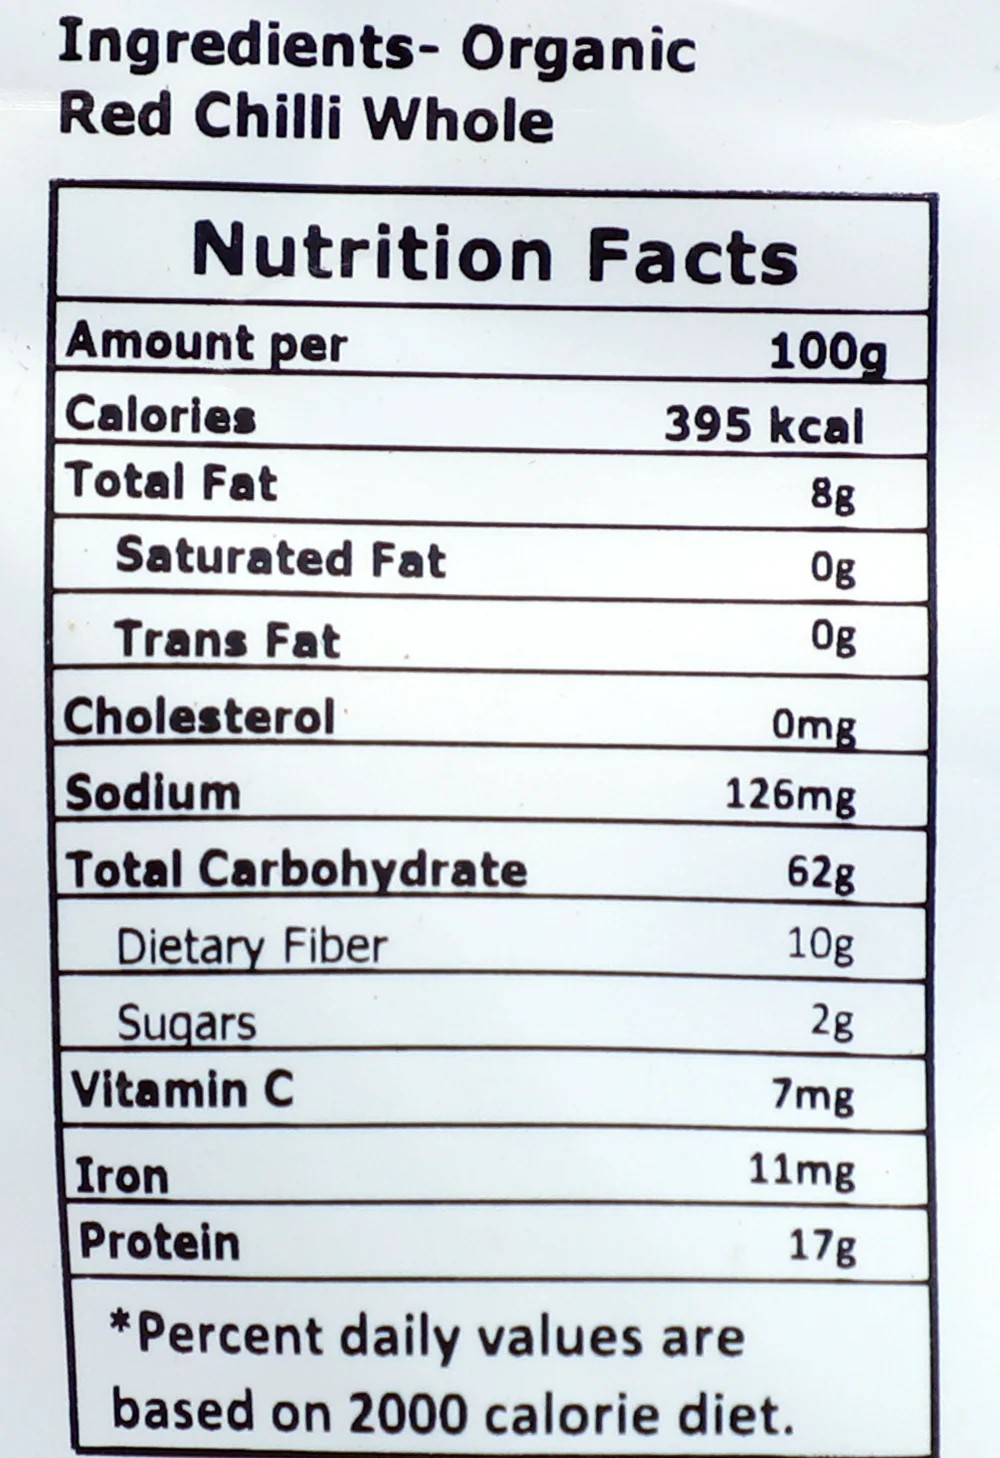 Ingredients- Organic
Red Chilli Whole
Nutrition Facts
Amount per 100g
Calories 395 kcal
Total Fat 8g
Saturated Fat 0g
Trans Fat 0g
Cholesterol 0mg
Sodium 126mg
Total Carbohydrate 62g
Dietary Fiber 10g
Sugars 2g
Vitamin C 7mg
Iron 11mg
Protein 17g
*Percent daily values are
based on 2000 calorie diet.